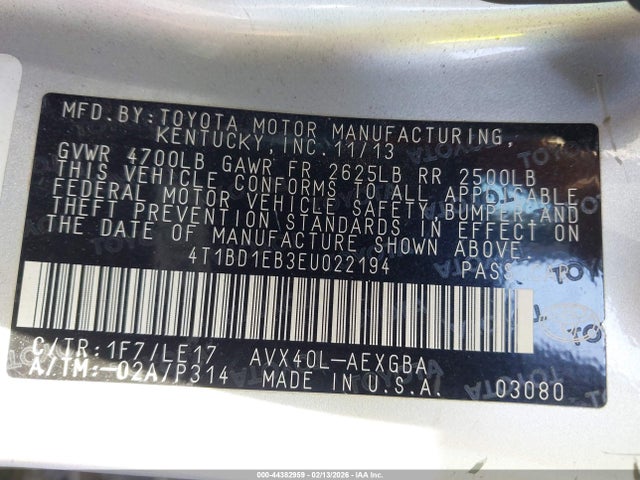 MFD. BY: TOYOTA MOTOR MANUFACTURING,
KENTUCKY, INC. 11/13
GVWR 4700LB GAWR FR 2625LB RR 2500LB
THIS VEHICLE CONFORMS TO ALL APPLICABLE
FEDERAL MOTOR VEHICLE SAFETY, BUMPER, AND
THEFT PREVENTION STANDARDS IN EFFECT ON
THE DATE OF MANUFACTURE SHOWN ABOVE.
4T1BD1EB3EU022194
C/TR: 1F7/LE17 AVX40L-AEXGBA
A/TM: -02A/P314 MADE IN U.S.A. 03080
000-44382959 | 02/13/2026 - IAA Inc.